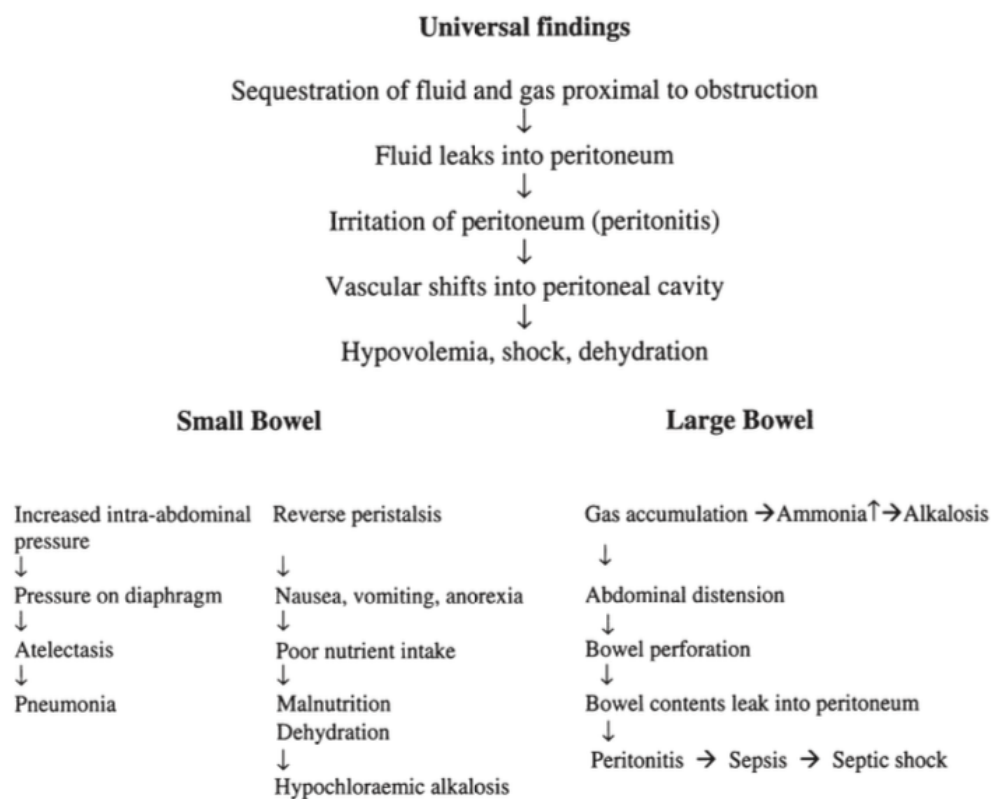 Universal findings
Sequestration of fluid and gas proximal to obstruction
↓
Fluid leaks into peritoneum
↓
Irritation of peritoneum (peritonitis)
↓
Vascular shifts into peritoneal cavity
↓
Hypovolemia, shock, dehydration
Small Bowel
Increased intra-abdominal
pressure
↓
Pressure on diaphragm
↓
Atelectasis
↓
Pneumonia
Reverse peristalsis
↓
Nausea, vomiting, anorexia
↓
Poor nutrient intake
↓
Malnutrition
Dehydration
↓
Hypochloraemic alkalosis
Large Bowel
Gas accumulation →Ammonia↑→Alkalosis
↓
Abdominal distension
↓
Bowel perforation
↓
Bowel contents leak into peritoneum
↓
Peritonitis → Sepsis → Septic shock